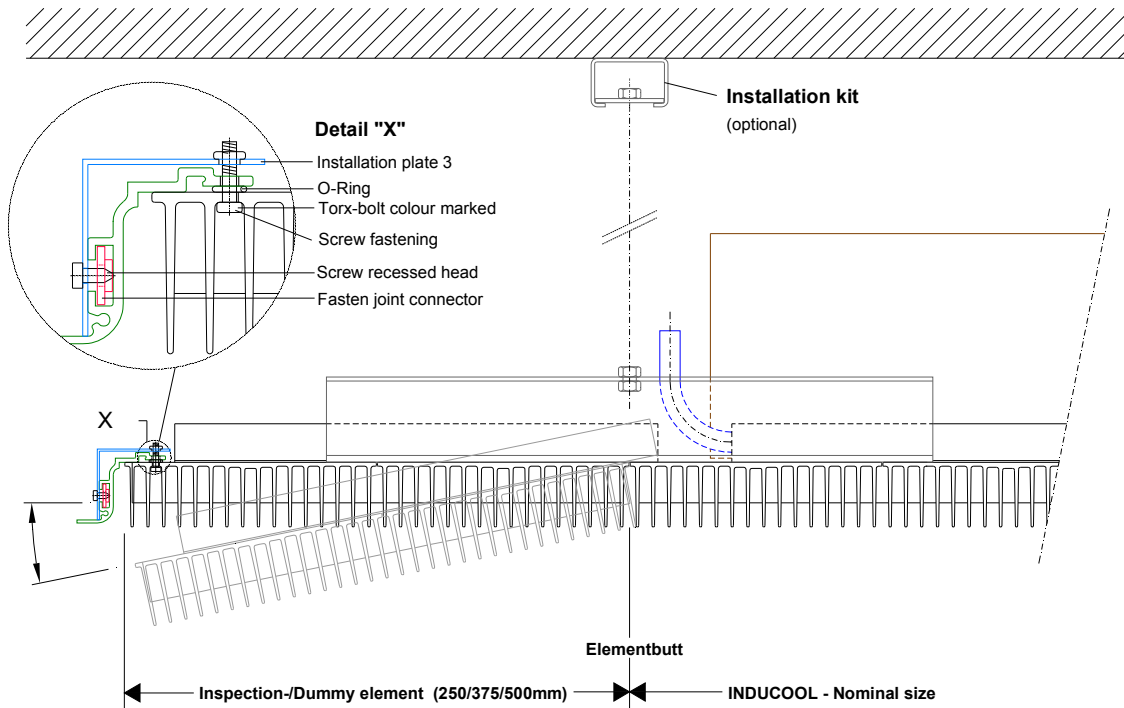 Installation kit
(optional)
Detail "X"
Installation plate 3
O-Ring
Torx-bolt colour marked
Screw fastening
Screw recessed head
Fasten joint connector
X
Elementbutt
Inspection-/Dummy element (250/375/500mm)
INDUCOOL - Nominal size